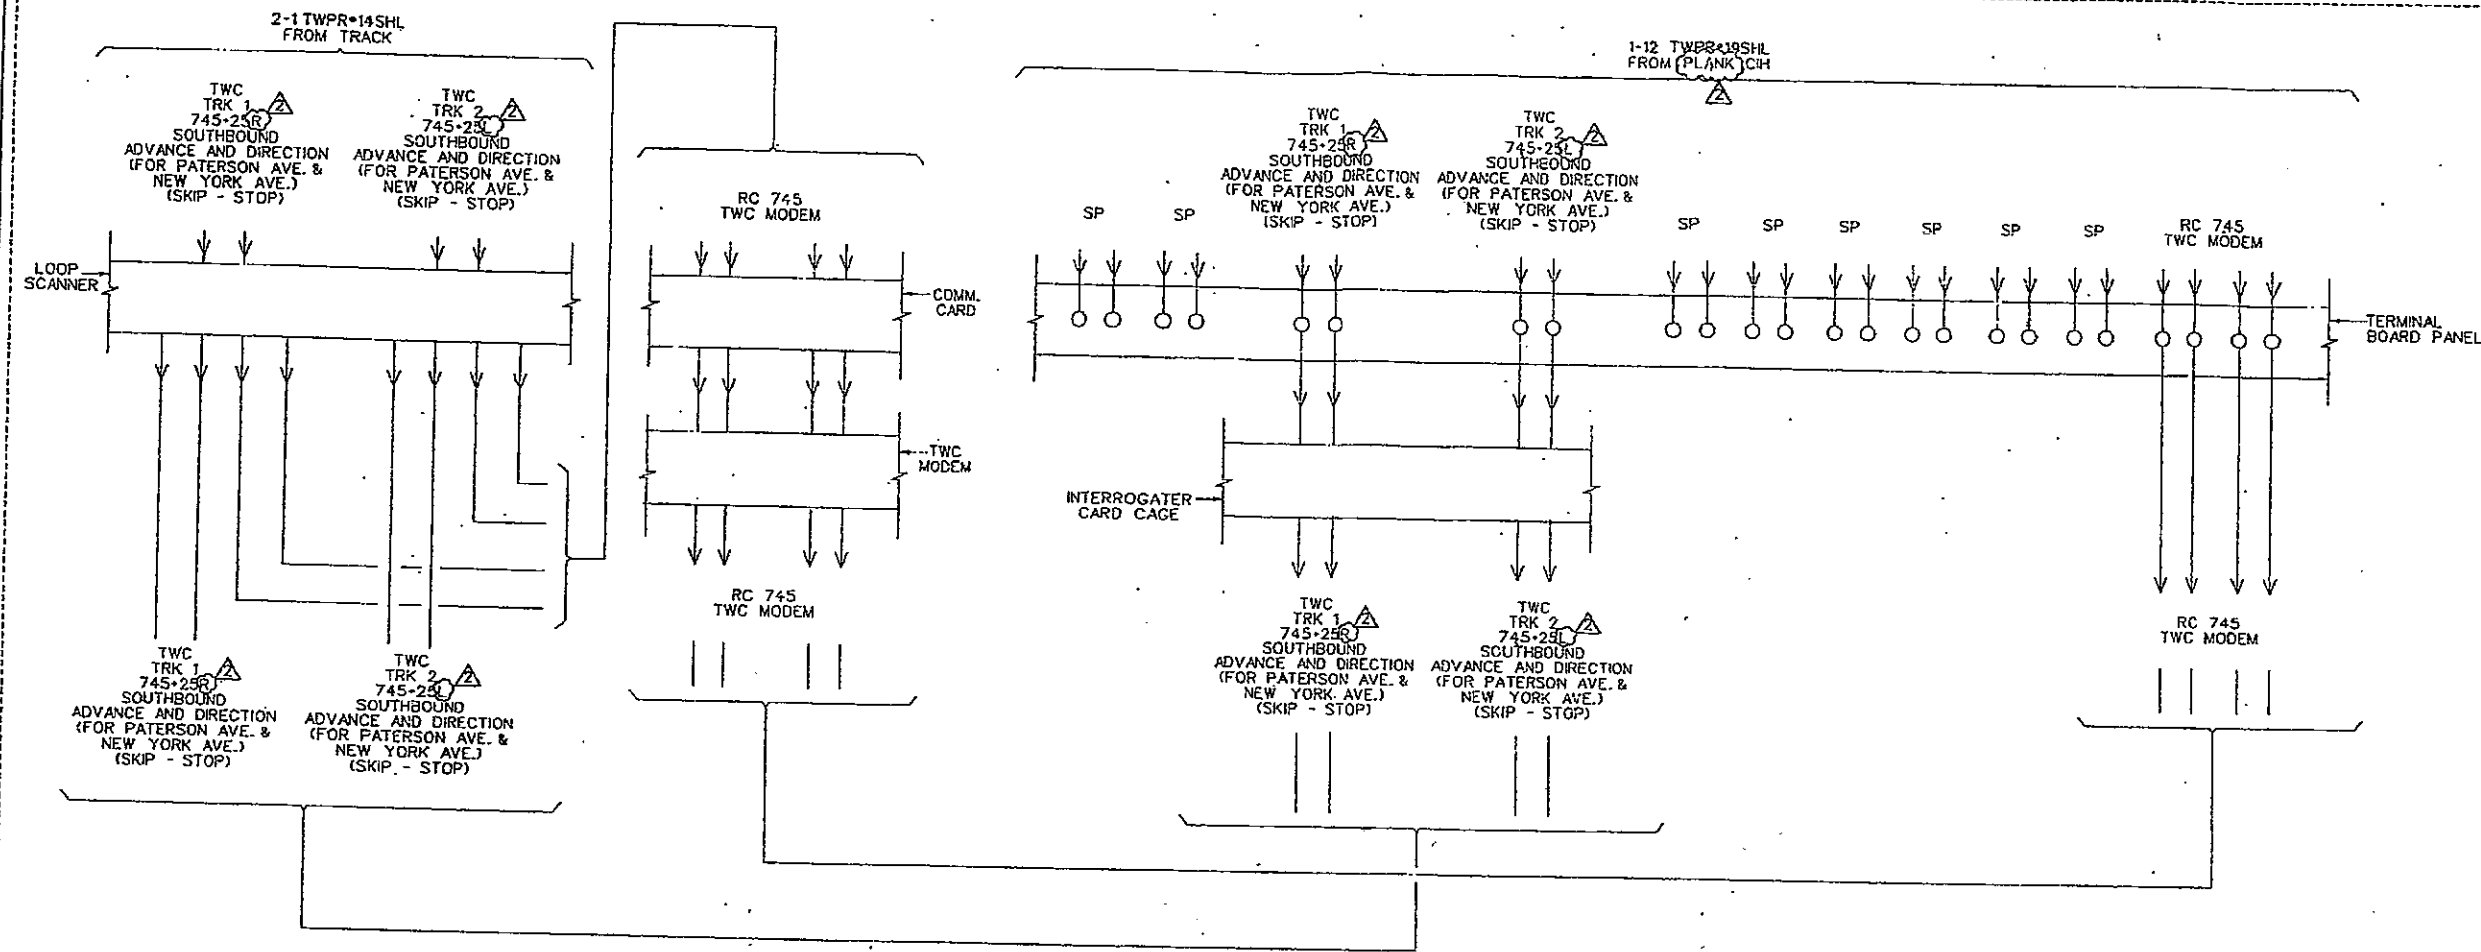 2-1 TWPR•14SHL
FROM TRACK
TWC
TRK 1
745+25R
SOUTHBOUND
ADVANCE AND DIRECTION
(FOR PATERSON AVE. &
NEW YORK AVE.)
(SKIP - STOP)
2
TWC
TRK 2
745+25L
SOUTHBOUND
ADVANCE AND DIRECTION
(FOR PATERSON AVE. &
NEW YORK AVE.)
(SKIP - STOP)
2
LOOP
SCANNER
TWC
TRK 1
745+25R
SOUTHBOUND
ADVANCE AND DIRECTION
(FOR PATERSON AVE. &
NEW YORK AVE.)
(SKIP - STOP)
2
TWC
TRK 2
745+25L
SOUTHBOUND
ADVANCE AND DIRECTION
(FOR PATERSON AVE. &
NEW YORK AVE.)
(SKIP - STOP)
2
RC 745
TWC MODEM
COMM.
CARD
TWC
MODEM
RC 745
TWC MODEM
1-12 TWPR•19SHL
FROM PLANK CIH
2
SP
SP
TWC
TRK 1
745+25R
SOUTHBOUND
ADVANCE AND DIRECTION
(FOR PATERSON AVE. &
NEW YORK AVE.)
(SKIP - STOP)
2
TWC
TRK 2
745+25L
SOUTHBOUND
ADVANCE AND DIRECTION
(FOR PATERSON AVE. &
NEW YORK AVE.)
(SKIP - STOP)
2
SP
SP
SP
SP
SP
SP
RC 745
TWC MODEM
TERMINAL
BOARD PANEL
INTERROGATER
CARD CAGE
TWC
TRK 1
745+25R
SOUTHBOUND
ADVANCE AND DIRECTION
(FOR PATERSON AVE. &
NEW YORK AVE.)
(SKIP - STOP)
2
TWC
TRK 2
745+25L
SOUTHBOUND
ADVANCE AND DIRECTION
(FOR PATERSON AVE. &
NEW YORK AVE.)
(SKIP - STOP)
2
RC 745
TWC MODEM